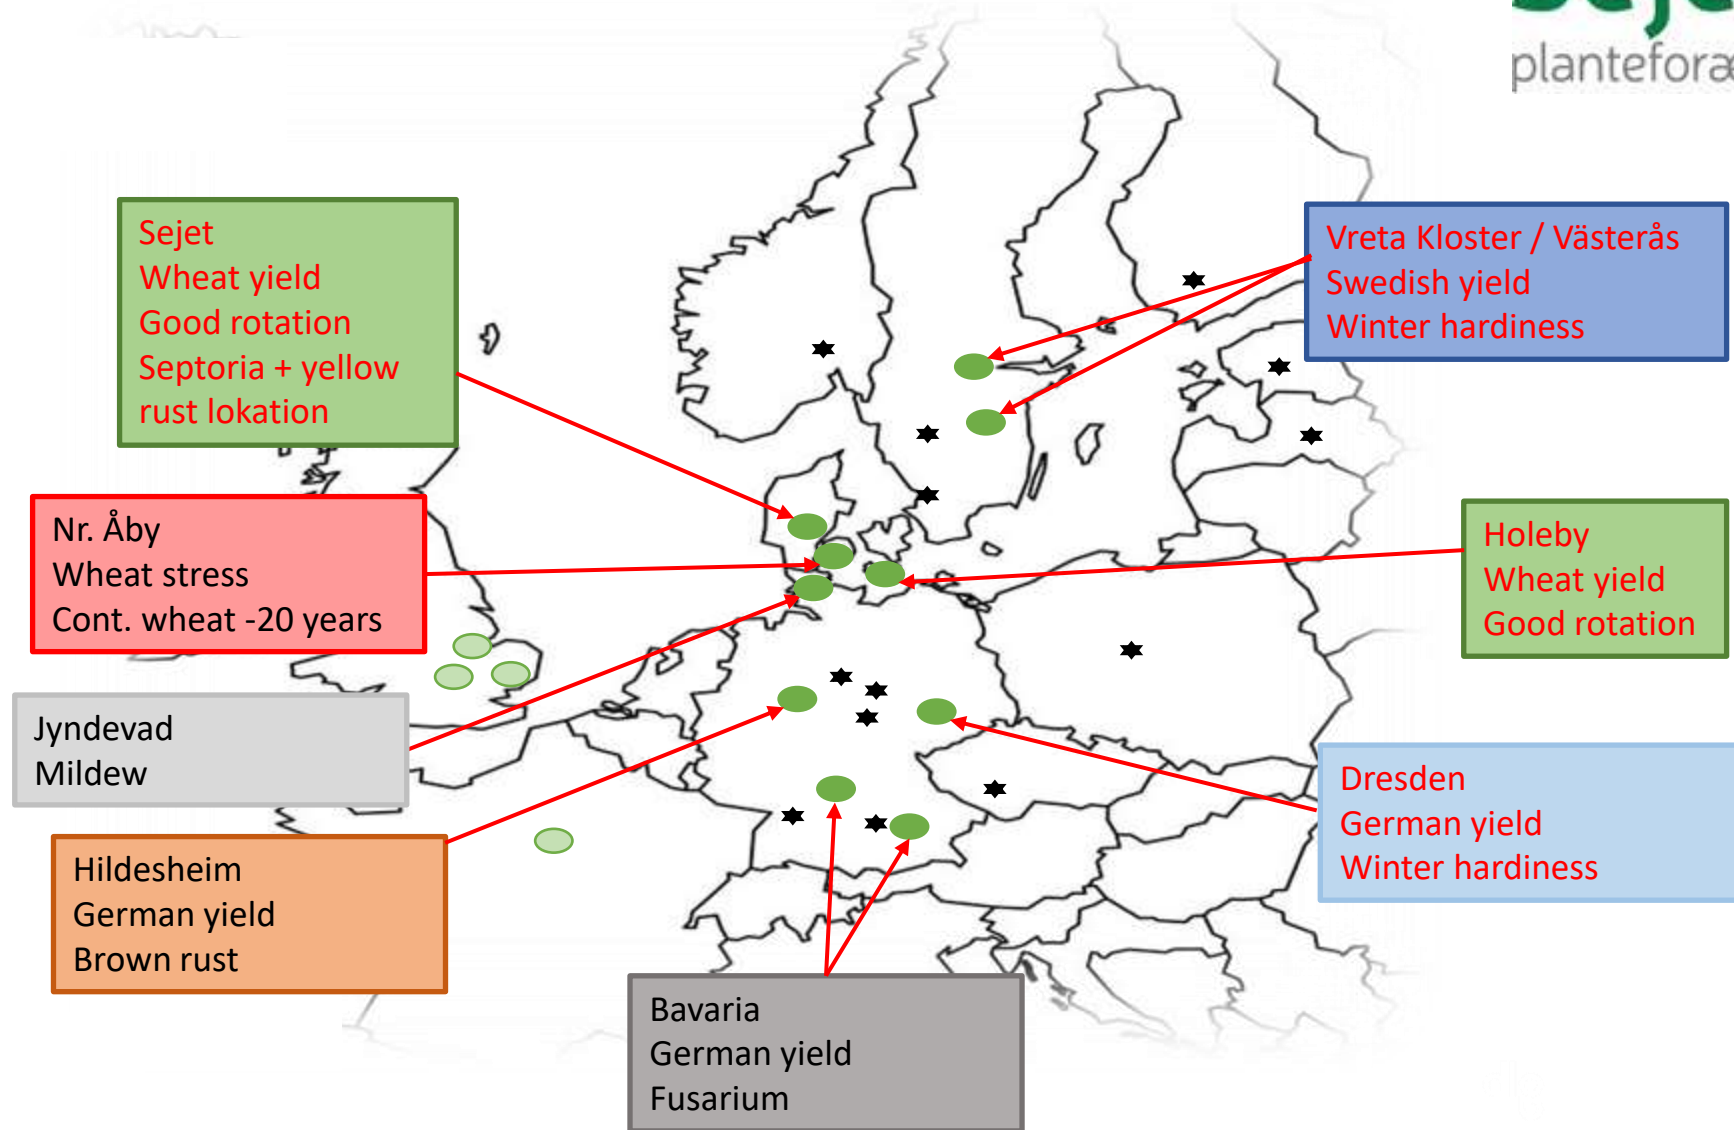 planteforæ
Sejet
Wheat yield
Good rotation
Septoria + yellow
rust lokation
Vreta Kloster / Västerås
Swedish yield
Winter hardiness
Nr. Åby
Wheat stress
Cont. wheat -20 years
Holeby
Wheat yield
Good rotation
Jyndevad
Mildew
Dresden
German yield
Winter hardiness
Hildesheim
German yield
Brown rust
Bavaria
German yield
Fusarium